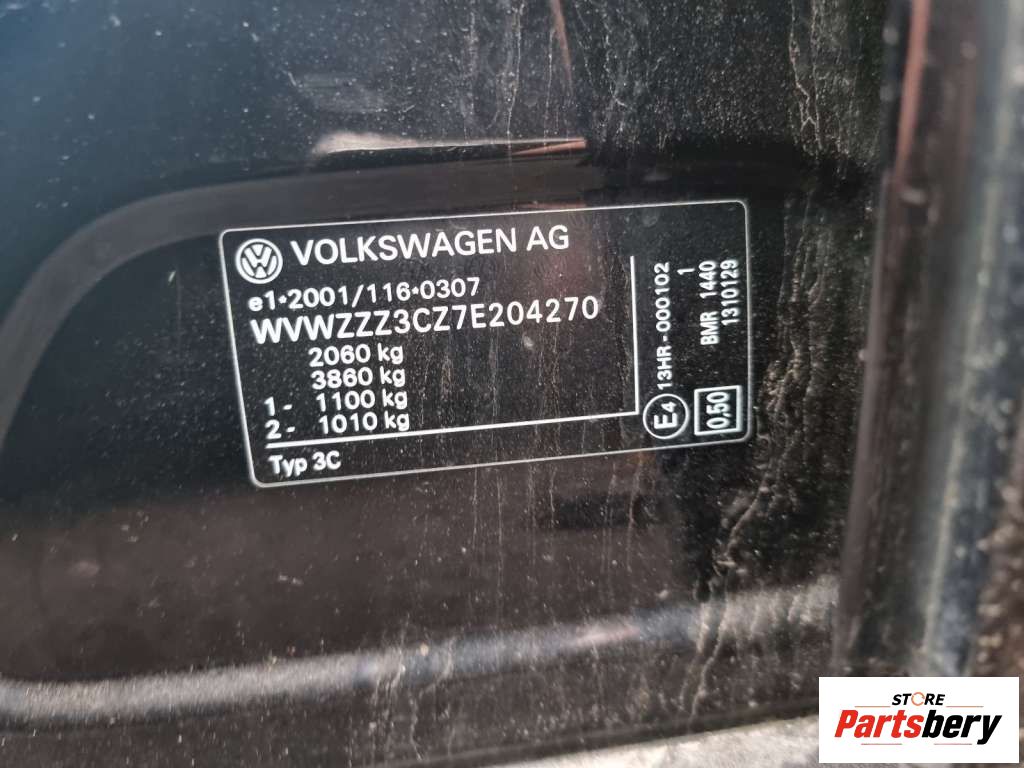 VOLKSWAGEN AG
e1•2001/116•0307
WVWZZZ3CZ7E204270
2060 kg
3860 kg
1- 1100 kg
2- 1010 kg
Typ 3C
E4 13HR-000102
1
0,50 BMR 1440
1310129
STORE
Partsbery